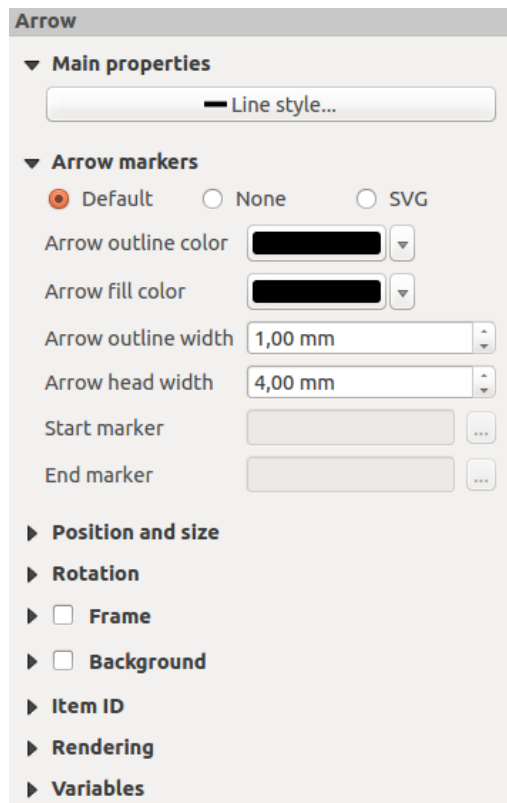 Arrow
Main properties
Line style...
Arrow markers
Default None SVG
Arrow outline color
Arrow fill color
Arrow outline width 1,00 mm
Arrow head width 4,00 mm
Start marker ...
End marker ...
Position and size
Rotation
Frame
Background
Item ID
Rendering
Variables